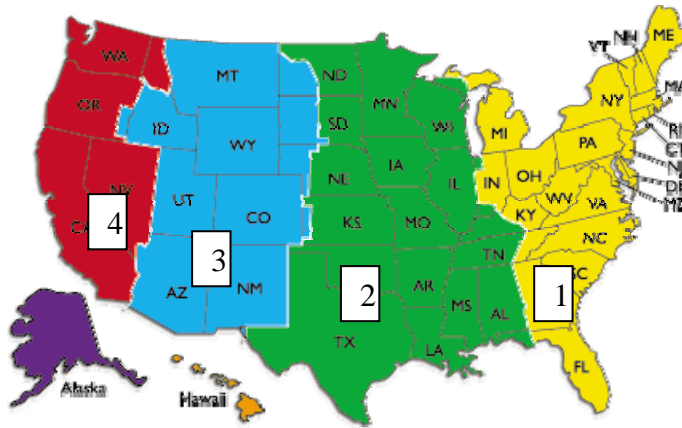 WA
MT
ND
MN
OR
ID
WY
SD
WI
MI
NY
VT
NH
ME
MA
RI
CT
NJ
DE
PA
NV
UT
CO
NE
IA
IL
IN
OH
WV
VA
KY
KS
MO
NC
TN
SC
4
3
2
1
AZ
NM
AR
MS
AL
TX
LA
FL
Alaska
Hawaii